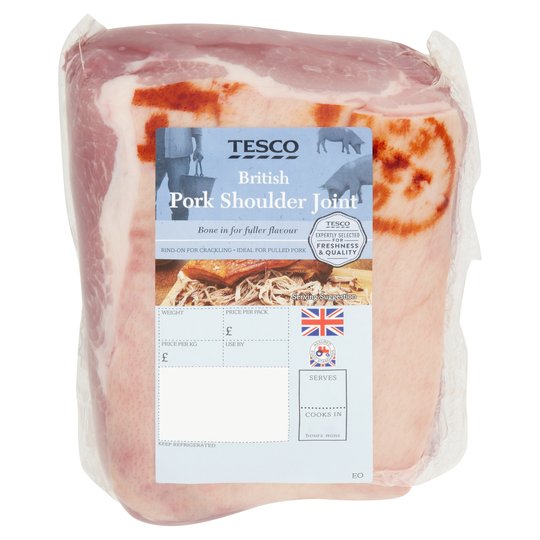 TESCO
British
Pork Shoulder Joint
Bone in for fuller flavour
RIND-ON FOR CRACKLING • IDEAL FOR PULLED PORK
TESCO
EXPERTLY SELECTED
FOR
FRESHNESS
& QUALITY
Serving Suggestion
WEIGHT
PRICE PER PACK
£
PRICE PER KG
USE BY
£
SERVES
COOKS IN
hours mins
KEEP REFRIGERATED
EO